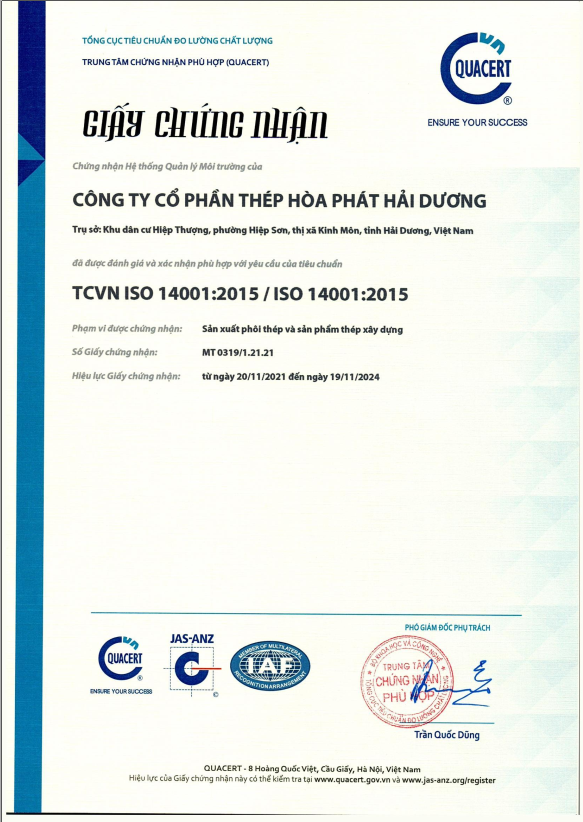 TỔNG CỤC TIÊU CHUẨN ĐO LƯỜNG CHẤT LƯỢNG
TRUNG TÂM CHỨNG NHẬN PHÙ HỢP (QUACERT)
QUACERT
®
ENSURE YOUR SUCCESS
GIẤY CHỨNG NHẬN
Chứng nhận Hệ thống Quản lý Môi trường của
CÔNG TY CỔ PHẦN THÉP HÒA PHÁT HẢI DƯƠNG
Trụ sở: Khu dân cư Hiệp Thượng, phường Hiệp Sơn, thị xã Kinh Môn, tỉnh Hải Dương, Việt Nam
đã được đánh giá và xác nhận phù hợp với yêu cầu của tiêu chuẩn
TCVN ISO 14001:2015 / ISO 14001:2015
Phạm vi được chứng nhận: Sản xuất phôi thép và sản phẩm thép xây dựng
Số Giấy chứng nhận: MT 0319/1.21.21
Hiệu lực Giấy chứng nhận: từ ngày 20/11/2021 đến ngày 19/11/2024
PHÓ GIÁM ĐỐC PHỤ TRÁCH
QUACERT
®
ENSURE YOUR SUCCESS
JAS-ANZ
©
MEMBER OF MULTILATERAL
IAF
RECOGNITION ARRANGEMENT
BỘ KHOA HỌC VÀ CÔNG NGHỆ
TRUNG TÂM
CHỨNG NHẬN
PHÙ HỢP
TỔNG CỤC TIÊU CHUẨN ĐO LƯỜNG CHẤT LƯỢNG
Trần Quốc Dũng
QUACERT - 8 Hoàng Quốc Việt, Cầu Giấy, Hà Nội, Việt Nam
Hiệu lực của Giấy chứng nhận này có thể kiểm tra tại www.quacert.gov.vn và www.jas-anz.org/register